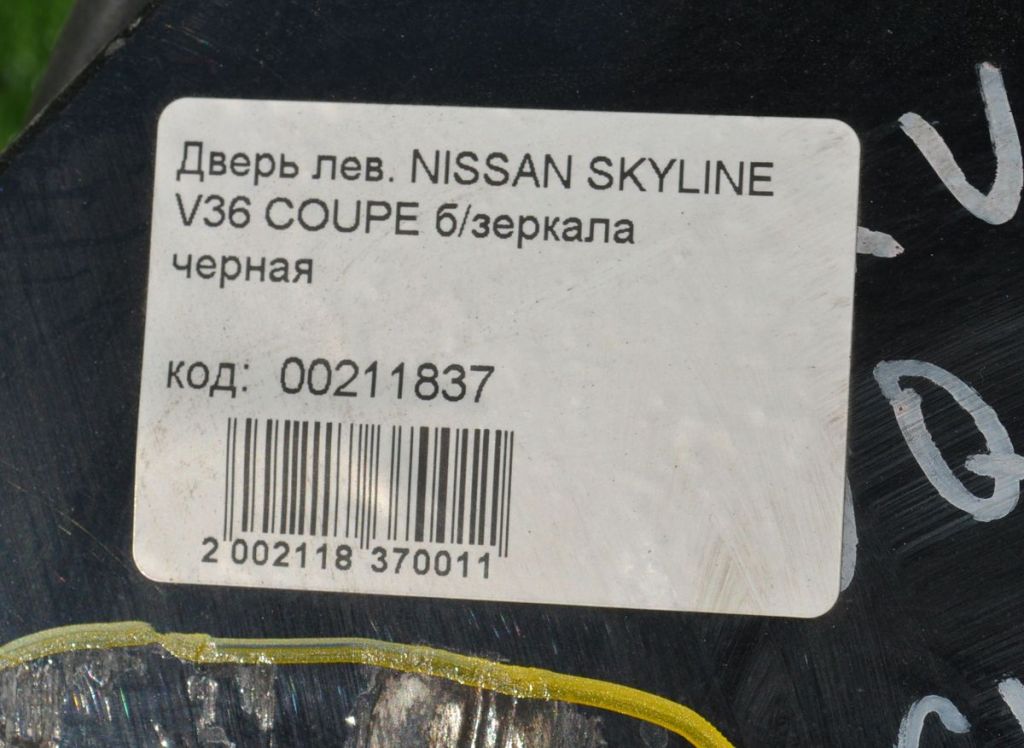 Дверь лев. NISSAN SKYLINE
V36 COUPE б/зеркала
черная
код: 00211837
2 002118 370011